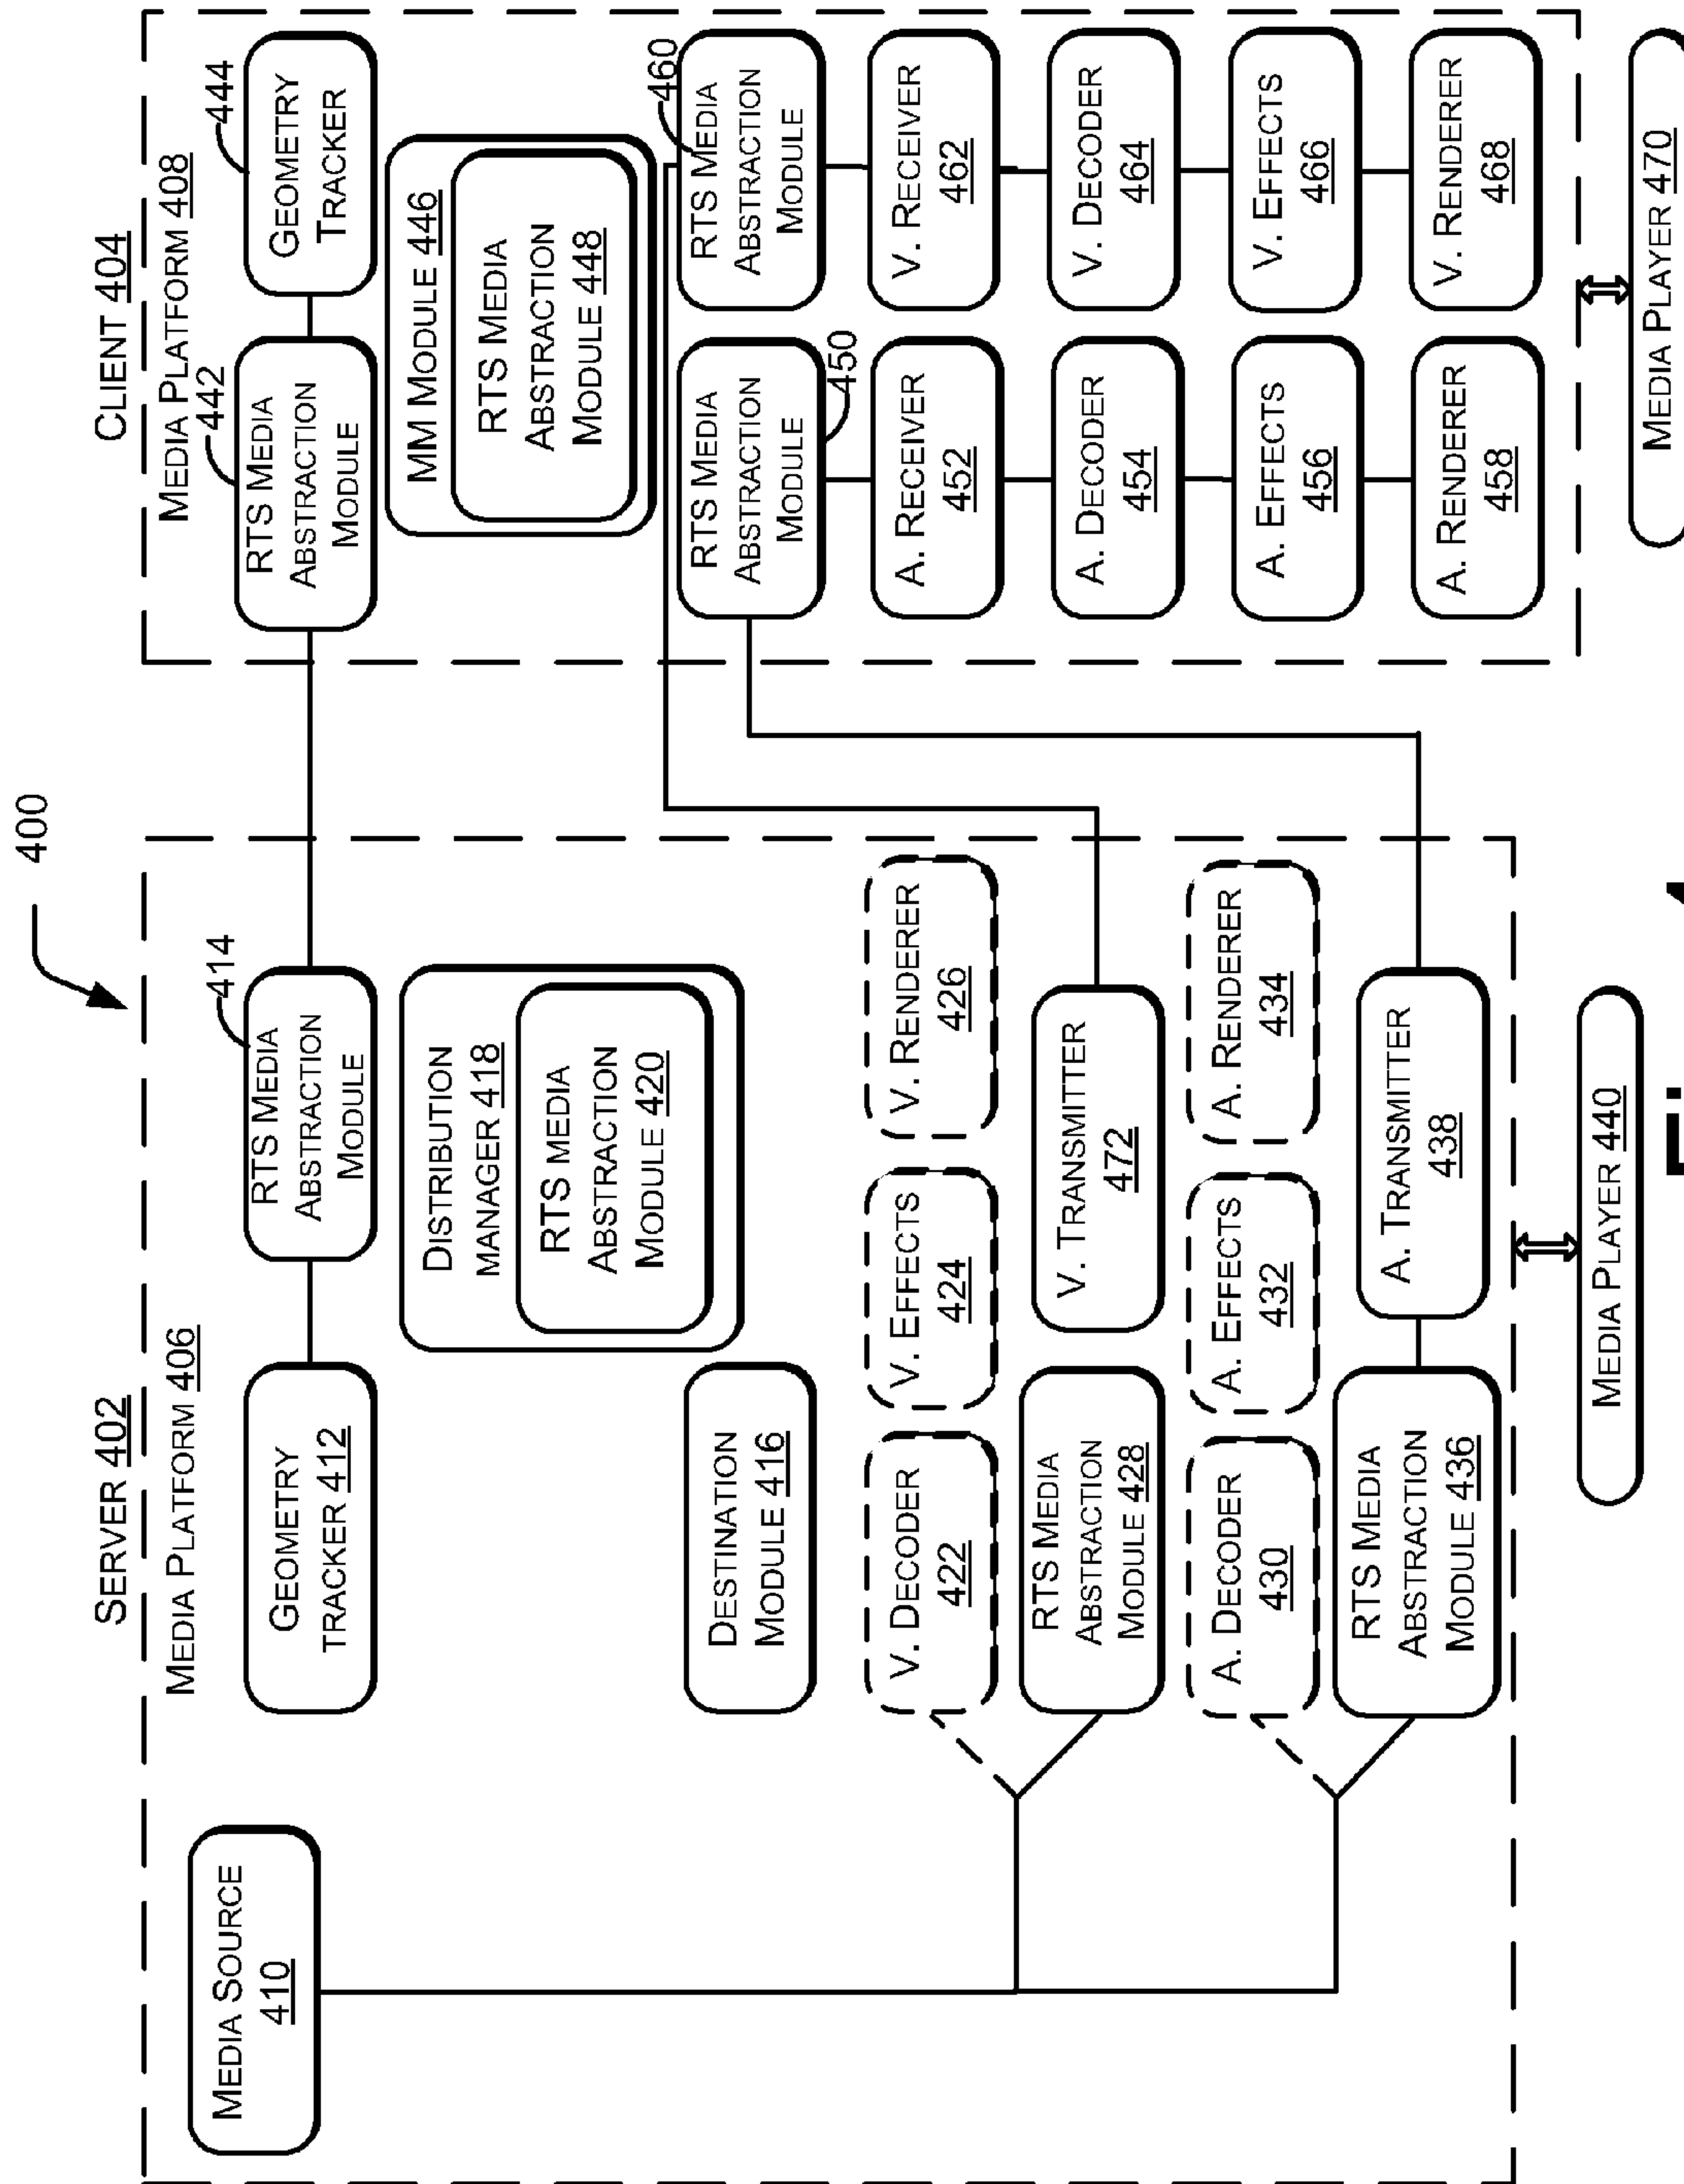 400
SERVER 402
MEDIA PLATFORM 406
MEDIA SOURCE
410
GEOMETRY
TRACKER 412
414
RTS MEDIA
ABSTRACTION
MODULE
DISTRIBUTION
MANAGER 418
RTS MEDIA
ABSTRACTION
MODULE 420
DESTINATION
MODULE 416
V. DECODER
422
V. EFFECTS
424
V. RENDERER
426
RTS MEDIA
ABSTRACTION
MODULE 428
V. TRANSMITTER
472
A. DECODER
430
A. EFFECTS
432
A. RENDERER
434
RTS MEDIA
ABSTRACTION
MODULE 436
A. TRANSMITTER
438
MEDIA PLAYER 440
CLIENT 404
MEDIA PLATFORM 408
442
RTS MEDIA
ABSTRACTION
MODULE
444
GEOMETRY
TRACKER
MM MODULE 446
RTS MEDIA
ABSTRACTION
MODULE 448
RTS MEDIA
ABSTRACTION
MODULE
450
460
RTS MEDIA
ABSTRACTION
MODULE
A. RECEIVER
452
V. RECEIVER
462
A. DECODER
454
V. DECODER
464
A. EFFECTS
456
V. EFFECTS
466
A. RENDERER
458
V. RENDERER
468
MEDIA PLAYER 470